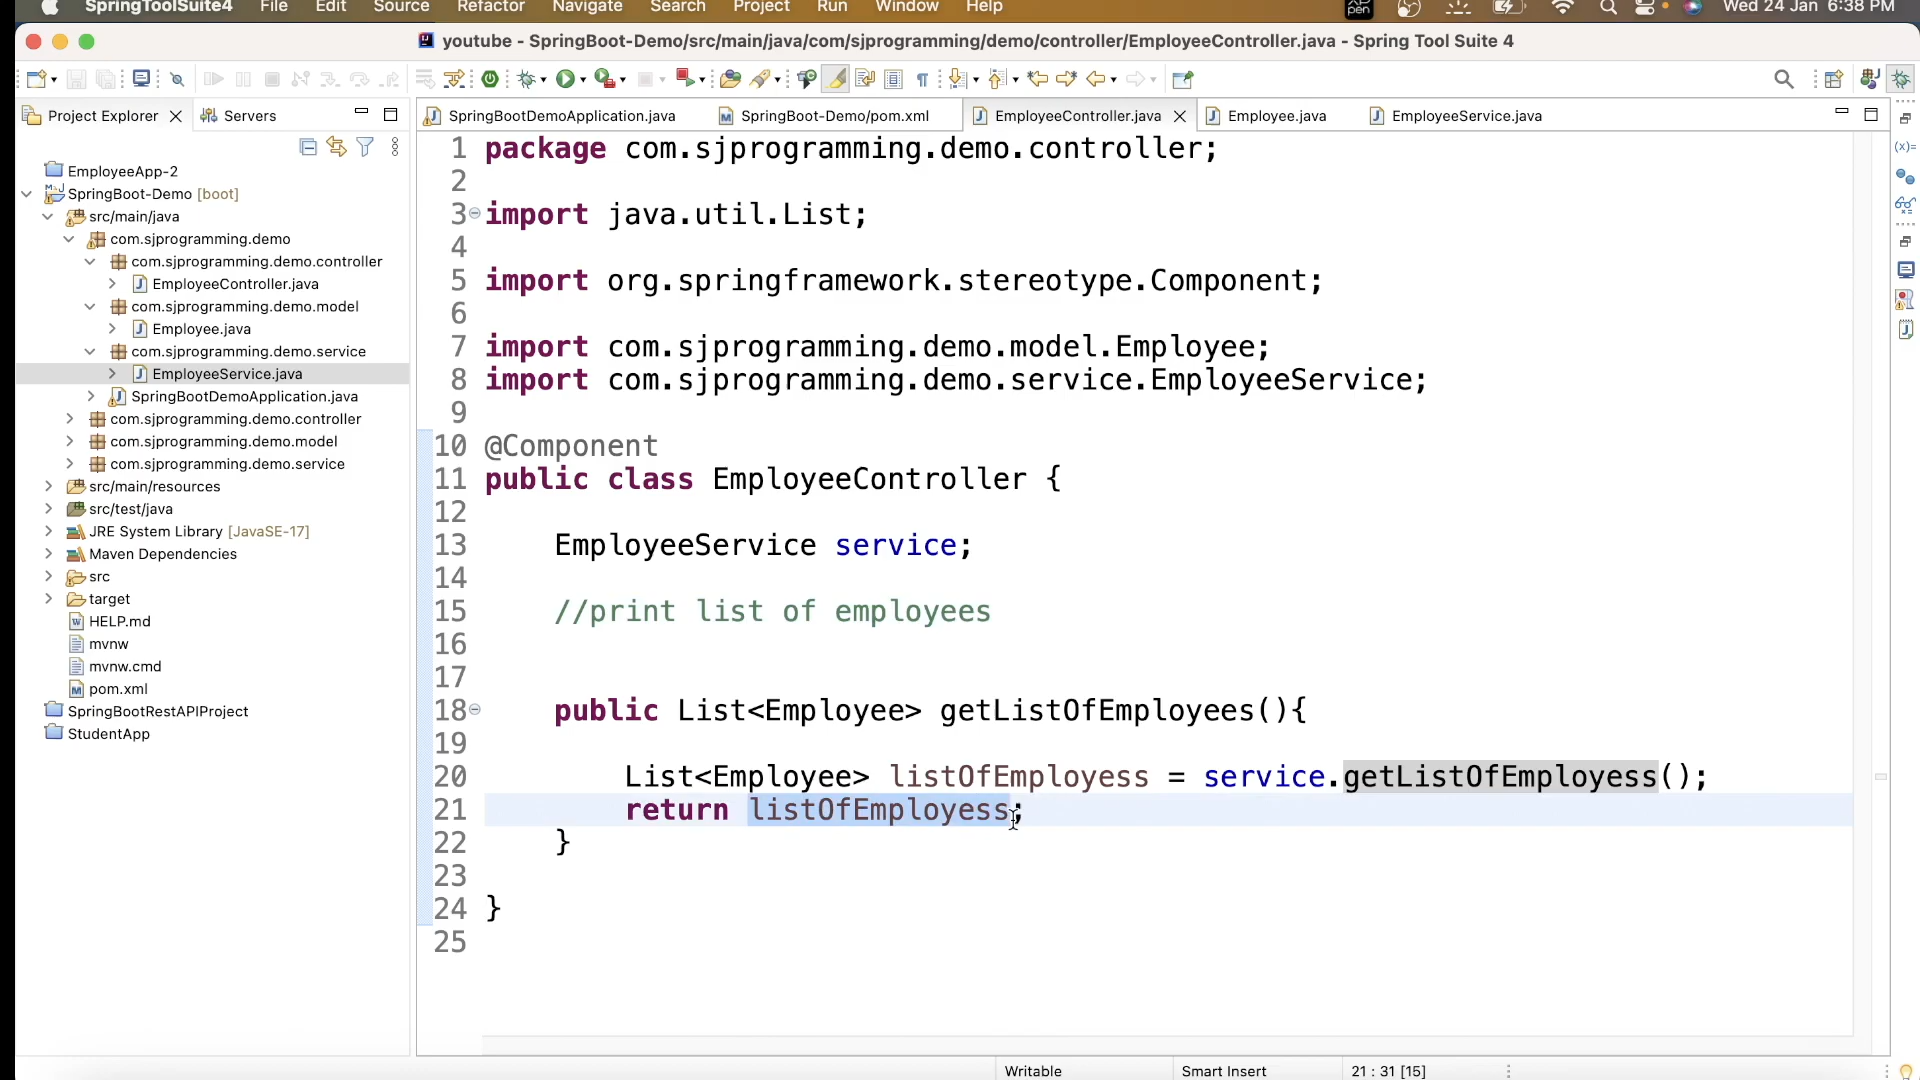 SpringToolSuite4 File Edit Source Refactor Navigate Search Project Run Window Help XP pen Wed 24 Jan 6:38 PM
youtube - SpringBoot-Demo/src/main/java/com/sjprogramming/demo/controller/EmployeeController.java - Spring Tool Suite 4
Project Explorer Servers
SpringBootDemoApplication.java SpringBoot-Demo/pom.xml EmployeeController.java Employee.java EmployeeService.java
EmployeeApp-2
SpringBoot-Demo [boot]
src/main/java
com.sjprogramming.demo
com.sjprogramming.demo.controller
EmployeeController.java
com.sjprogramming.demo.model
Employee.java
com.sjprogramming.demo.service
EmployeeService.java
SpringBootDemoApplication.java
com.sjprogramming.demo.controller
com.sjprogramming.demo.model
com.sjprogramming.demo.service
src/main/resources
src/test/java
JRE System Library [JavaSE-17]
Maven Dependencies
src
target
HELP.md
mvnw
mvnw.cmd
pom.xml
SpringBootRestAPIProject
StudentApp
1 package com.sjprogramming.demo.controller;
2
3 import java.util.List;
4
5 import org.springframework.stereotype.Component;
6
7 import com.sjprogramming.demo.model.Employee;
8 import com.sjprogramming.demo.service.EmployeeService;
9
10 @Component
11 public class EmployeeController {
12
13 EmployeeService service;
14
15 //print list of employees
16
17
18 public List<Employee> getListOfEmployees(){
19
20 List<Employee> listOfEmployess = service.getListOfEmployess();
21 return listOfEmployess;
22 }
23
24 }
25
Writable Smart Insert 21 : 31 [15]